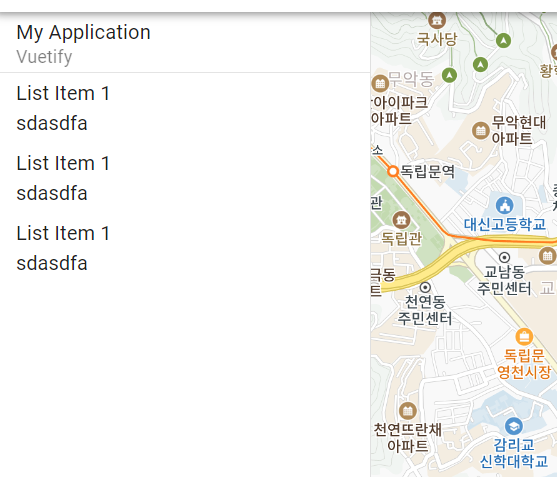 My Application
Vuetify
List Item 1
sdasdfa
List Item 1
sdasdfa
List Item 1
sdasdfa
국사당
무악동
아이파크
아파트
무악현대
아파트
소
독립문역
관
대신고등학교
독립관
교남동
주민센터
교
극동
트
천연동
주민센터
독립문
영천시장
천연뜨란채
아파트
감리교
신학대학교